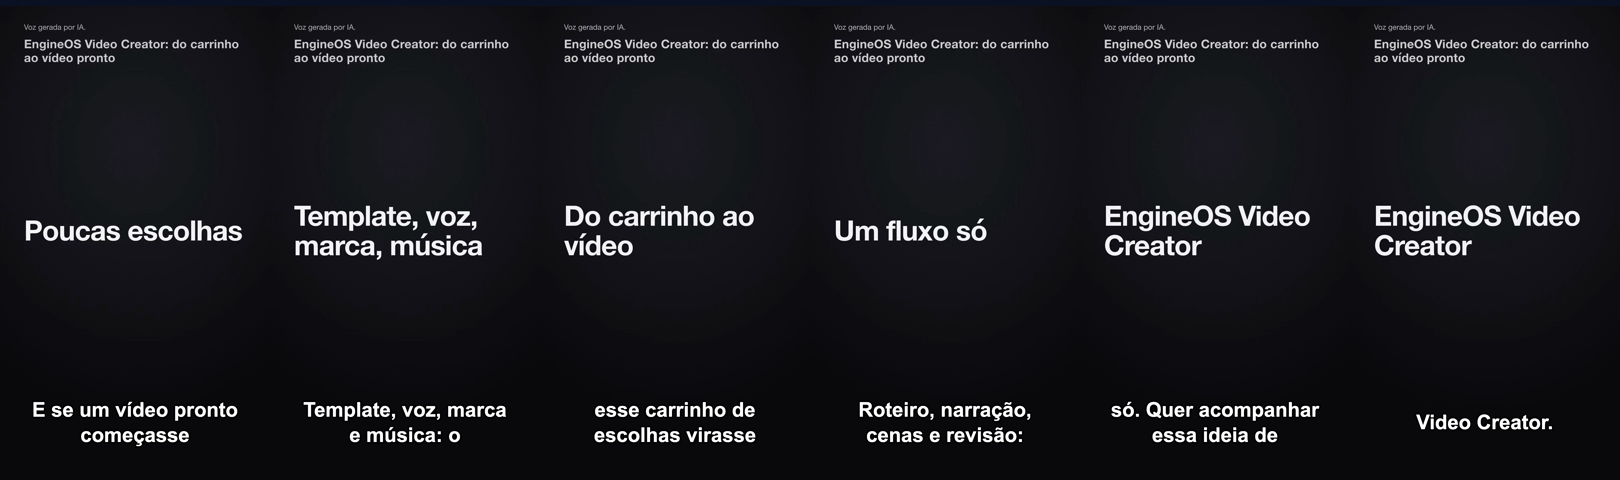 Voz gerada por IA.
EngineOS Video Creator: do carrinho
ao vídeo pronto
Poucas escolhas
E se um vídeo pronto
começasse
Voz gerada por IA.
EngineOS Video Creator: do carrinho
ao vídeo pronto
Template, voz,
marca, música
Template, voz, marca
e música: o
Voz gerada por IA.
EngineOS Video Creator: do carrinho
ao vídeo pronto
Do carrinho ao
vídeo
esse carrinho de
escolhas virasse
Voz gerada por IA.
EngineOS Video Creator: do carrinho
ao vídeo pronto
Um fluxo só
Roteiro, narração,
cenas e revisão:
Voz gerada por IA.
EngineOS Video Creator: do carrinho
ao vídeo pronto
EngineOS Video
Creator
só. Quer acompanhar
essa ideia de
Voz gerada por IA.
EngineOS Video Creator: do carrinho
ao vídeo pronto
EngineOS Video
Creator
Video Creator.